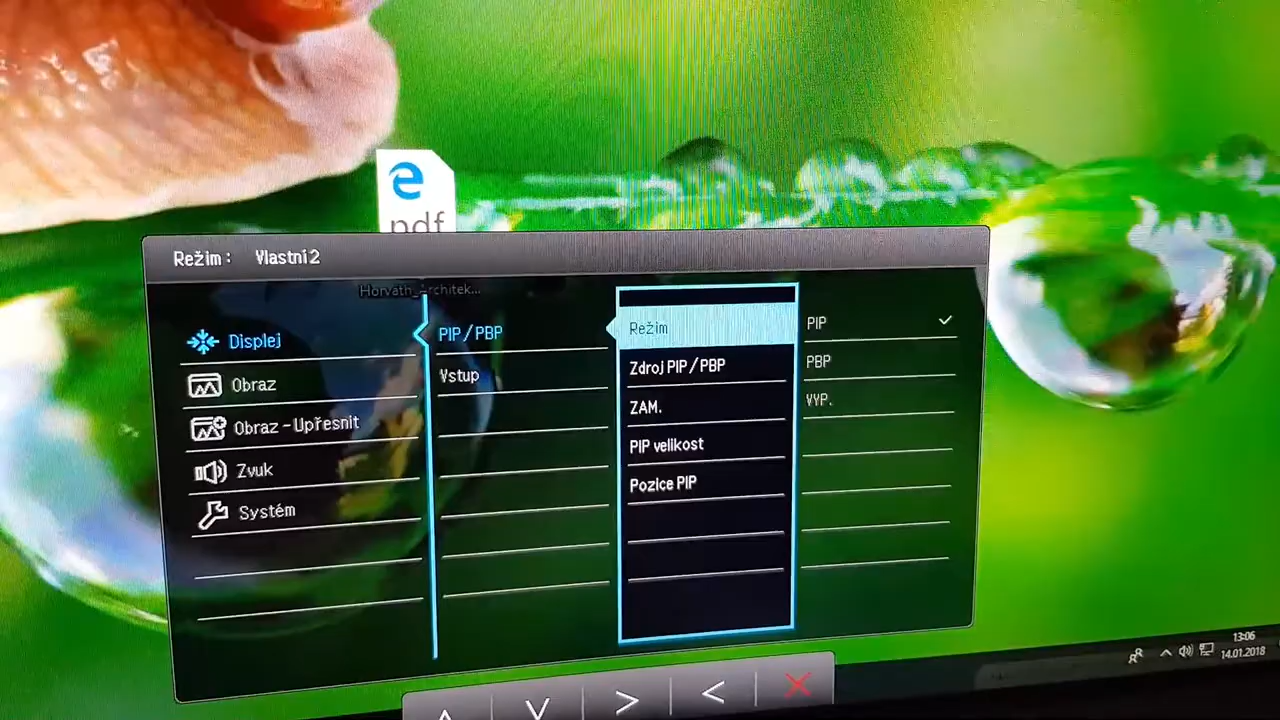 pdf
Režim: Vlastní2
Horváth_Architek...
Displej
Obraz
Obraz-Upřesnit
Zvuk
Systém
PIP/PBP
Vstup
Režim
Zdroj PIP/PBP
ZAM.
PIP velikost
Pozice PIP
PIP
PBP
VYP.
13:06
14.01.2018